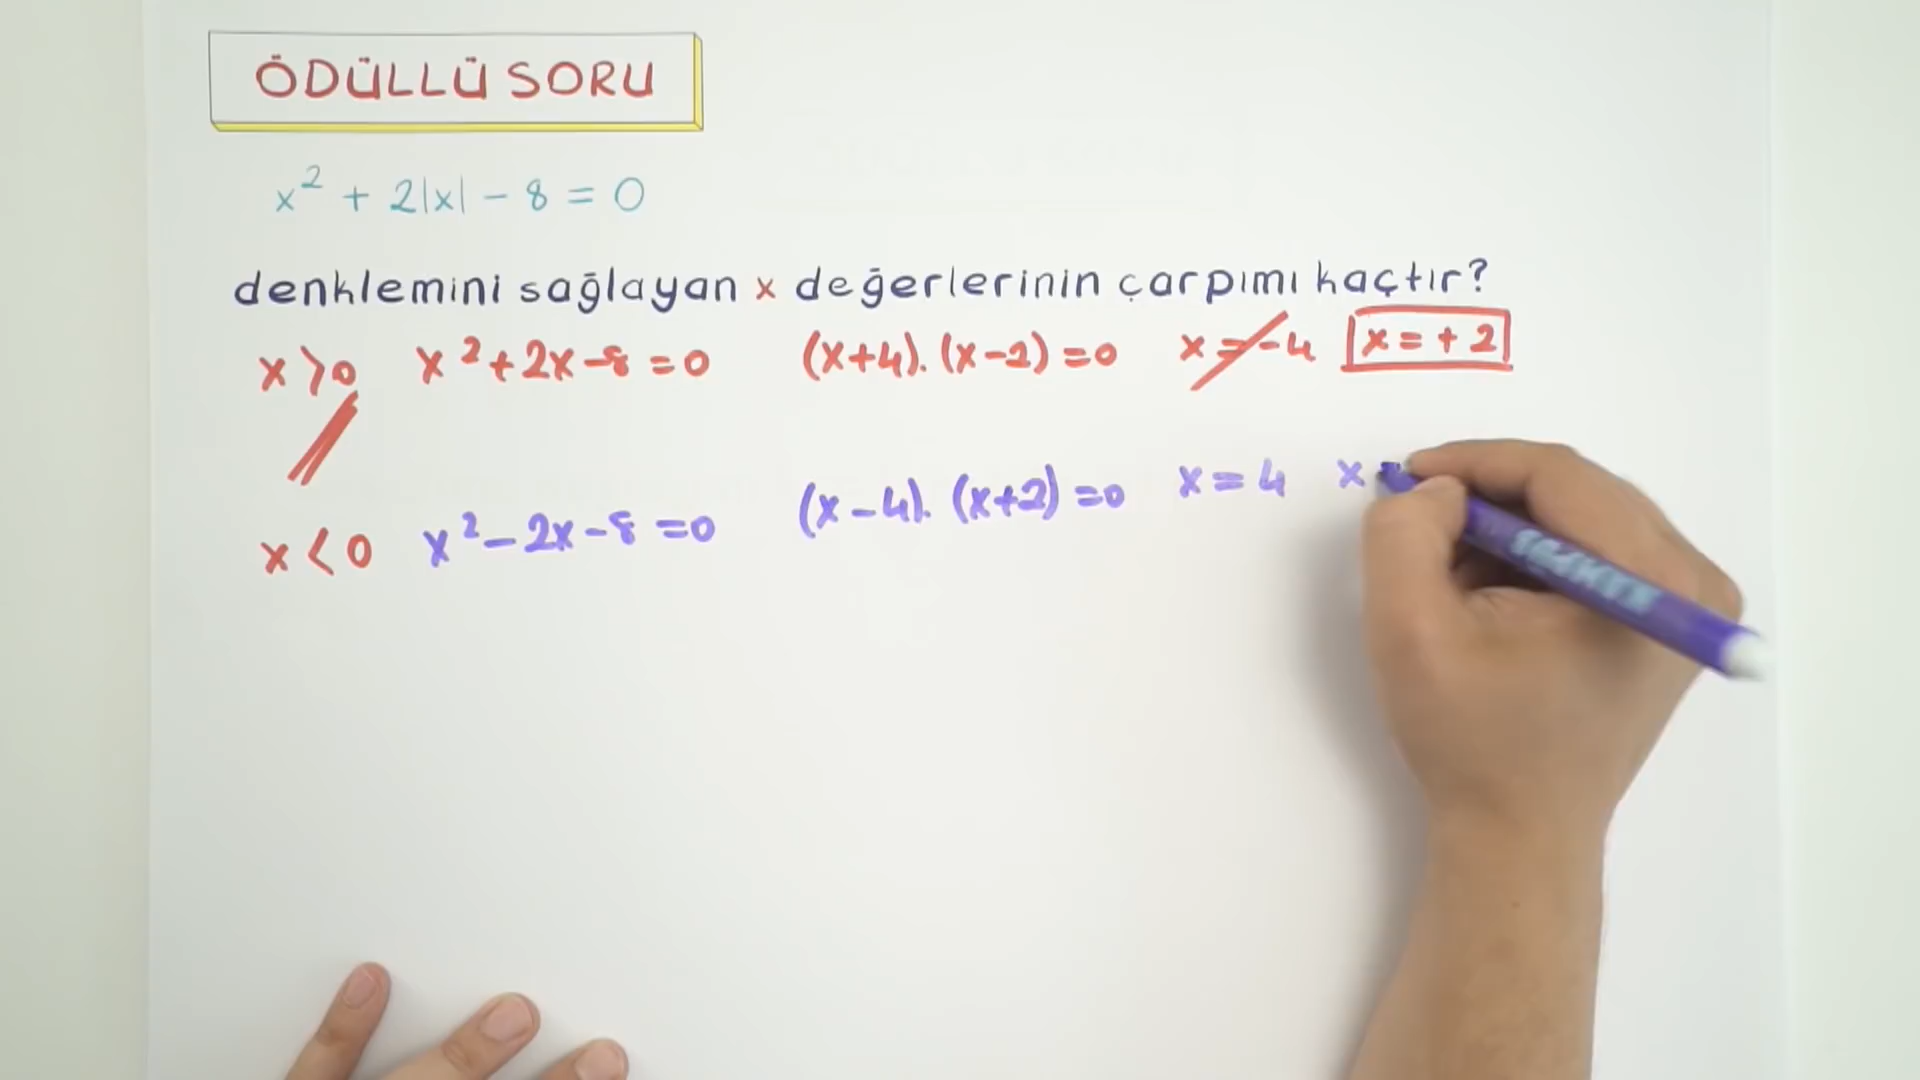 ÖDÜLLÜ SORU
x² + 2|x| - 8 = 0
denklemini sağlayan x değerlerinin çarpımı kaçtır?
x > 0 x² + 2x - 8 = 0 (x+4).(x-2) = 0 x = -4 x = +2
x < 0 x² - 2x - 8 = 0 (x-4).(x+2) = 0 x = 4 x